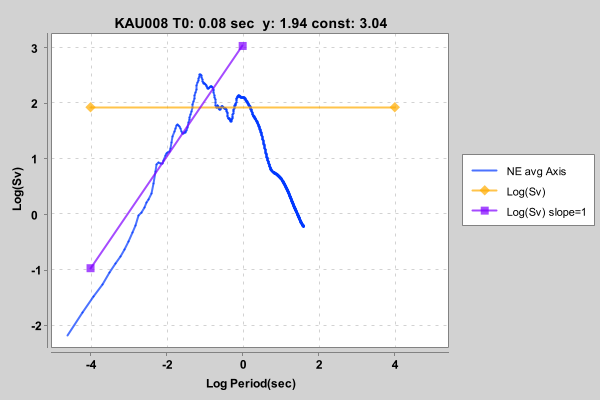 KAU008 T0: 0.08 sec  y: 1.94 const: 3.04
3
2
1
0
-1
-2
Log(Sv)
-4 -2 0 2 4
Log Period(sec)
NE avg Axis
Log(Sv)
Log(Sv) slope=1